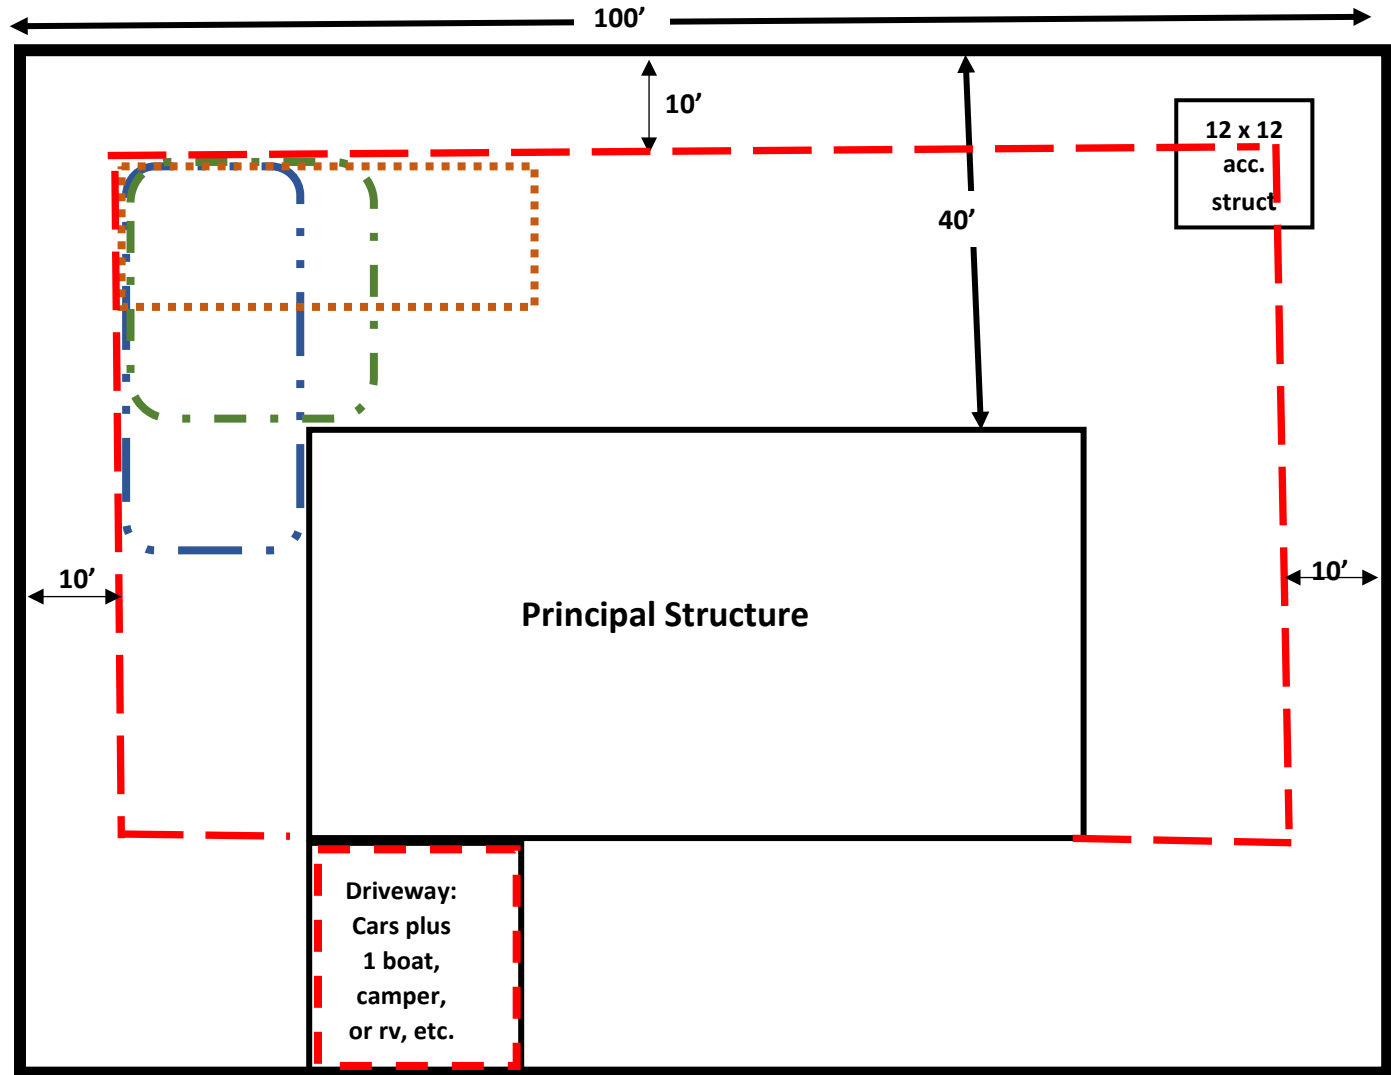 100’
10’
12 x 12
acc.
struct
40’
10’
10’
Principal Structure
Driveway:
Cars plus
1 boat,
camper,
or rv, etc.